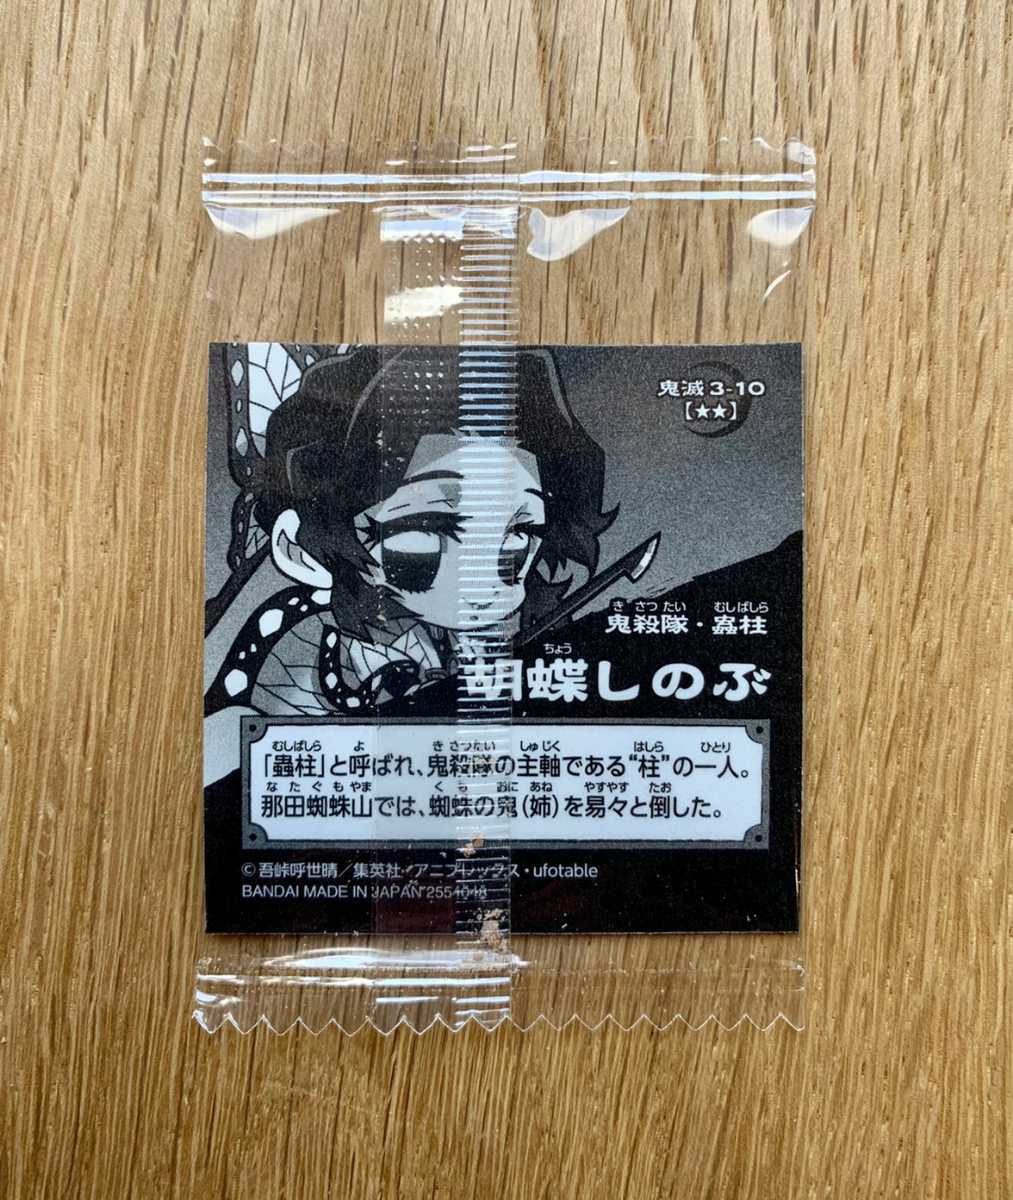 鬼滅3-10
【★★】
きさつたい むしばしら
鬼殺隊・蟲柱
ちょう
胡蝶しのぶ
むしばしら よ きさつたい しゅじく はしら ひとり
「蟲柱」と呼ばれ、鬼殺隊の主軸である“柱”の一人。
なたぐもやま くも おに あね やすやす たお
那田蜘蛛山では、蜘蛛の鬼（姉）を易々と倒した。
©吾峠呼世晴／集英社・アニプレックス・ufotable
BANDAI MADE IN JAPAN 2554048